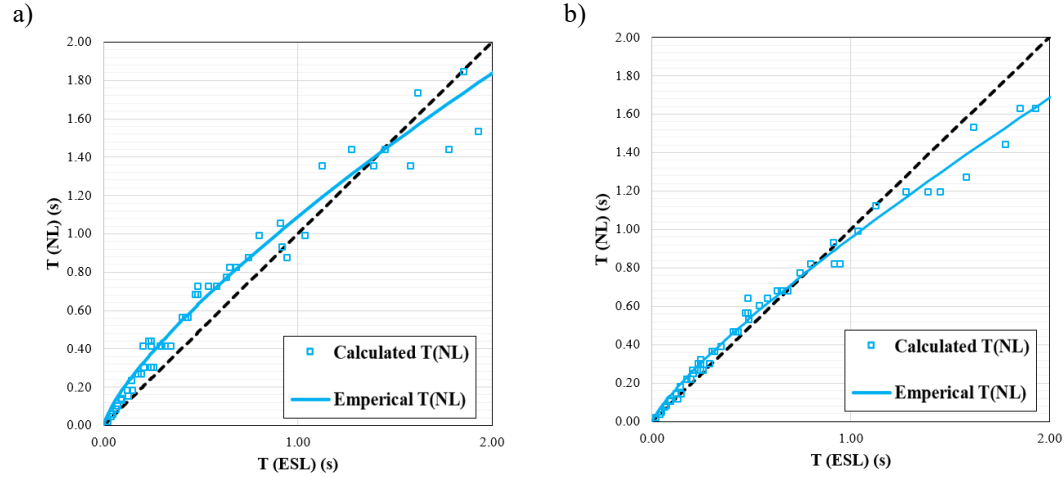 a)
2.00
1.80
1.60
1.40
1.20
1.00
0.80
0.60
0.40
0.20
0.00
T (NL) (s)
0.00
1.00
2.00
T (ESL) (s)
Calculated T(NL)
Emperical T(NL)
b)
2.00
1.80
1.60
1.40
1.20
1.00
0.80
0.60
0.40
0.20
0.00
T (NL) (s)
0.00
1.00
2.00
T (ESL) (s)
Calculated T(NL)
Emperical T(NL)